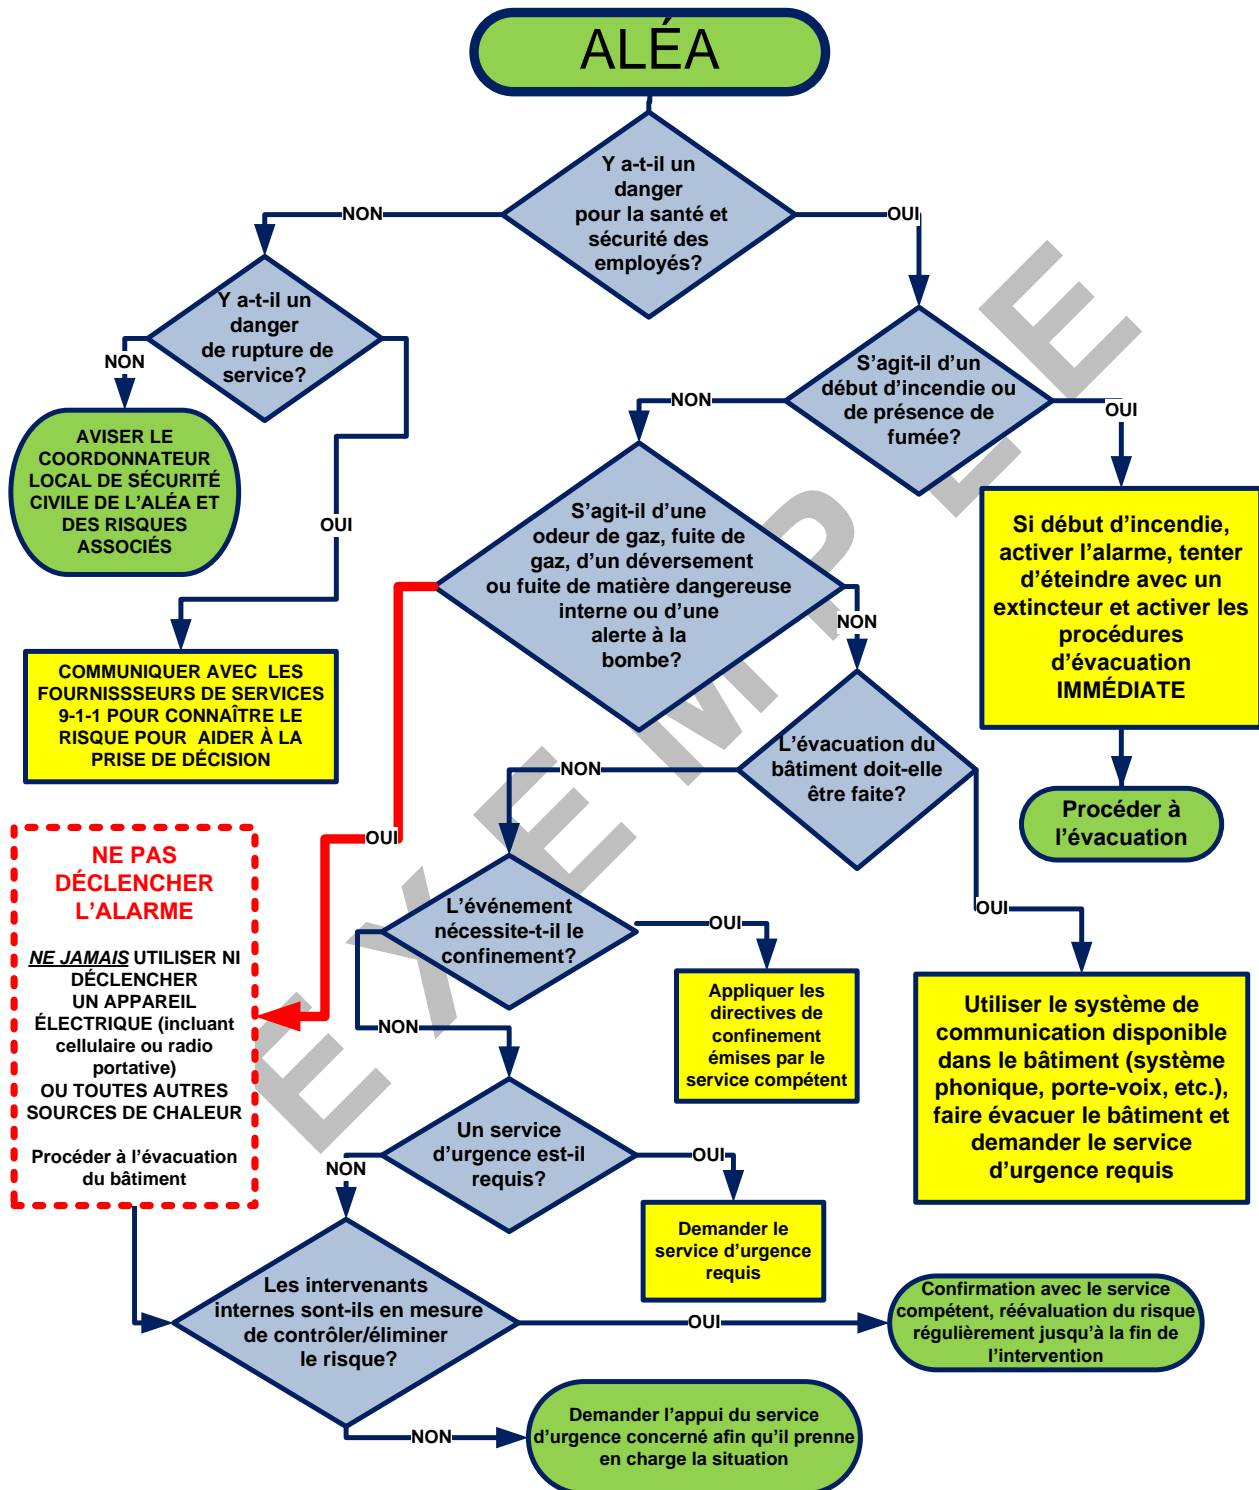 ALÉA
Y a-t-il un
danger
pour la santé et
sécurité des
employés?
NON
OUI
Y a-t-il un
danger
de rupture de
service?
NON
OUI
AVISER LE
COORDONNATEUR
LOCAL DE SÉCURITÉ
CIVILE DE L’ALÉA ET
DES RISQUES
ASSOCIÉS
COMMUNIQUER AVEC LES
FOURNISSSEURS DE SERVICES
9-1-1 POUR CONNAÎTRE LE
RISQUE POUR AIDER À LA
PRISE DE DÉCISION
S’agit-il d’un
début d’incendie ou
de présence de
fumée?
NON
OUI
Si début d’incendie,
activer l’alarme, tenter
d’éteindre avec un
extincteur et activer les
procédures
d’évacuation
IMMÉDIATE
Procéder à
l’évacuation
S’agit-il d’une
odeur de gaz, fuite de
gaz, d’un déversement
ou fuite de matière dangereuse
interne ou d’une
alerte à la
bombe?
OUI
NON
NE PAS
DÉCLENCHER
L’ALARME
NE JAMAIS UTILISER NI
DÉCLENCHER
UN APPAREIL
ÉLECTRIQUE (incluant
cellulaire ou radio
portative)
OU TOUTES AUTRES
SOURCES DE CHALEUR
Procéder à l’évacuation
du bâtiment
L’évacuation du
bâtiment doit-elle
être faite?
NON
OUI
Utiliser le système de
communication disponible
dans le bâtiment (système
phonique, porte-voix, etc.),
faire évacuer le bâtiment et
demander le service
d’urgence requis
L’événement
nécessite-t-il le
confinement?
OUI
NON
Appliquer les
directives de
confinement
émises par le
service compétent
Un service
d’urgence est-il
requis?
NON
OUI
Demander le
service d’urgence
requis
Les intervenants
internes sont-ils en mesure
de contrôler/éliminer
le risque?
OUI
NON
Confirmation avec le service
compétent, réévaluation du risque
régulièrement jusqu’à la fin de
l’intervention
Demander l’appui du service
d’urgence concerné afin qu’il prenne
en charge la situation
EXEMPLE